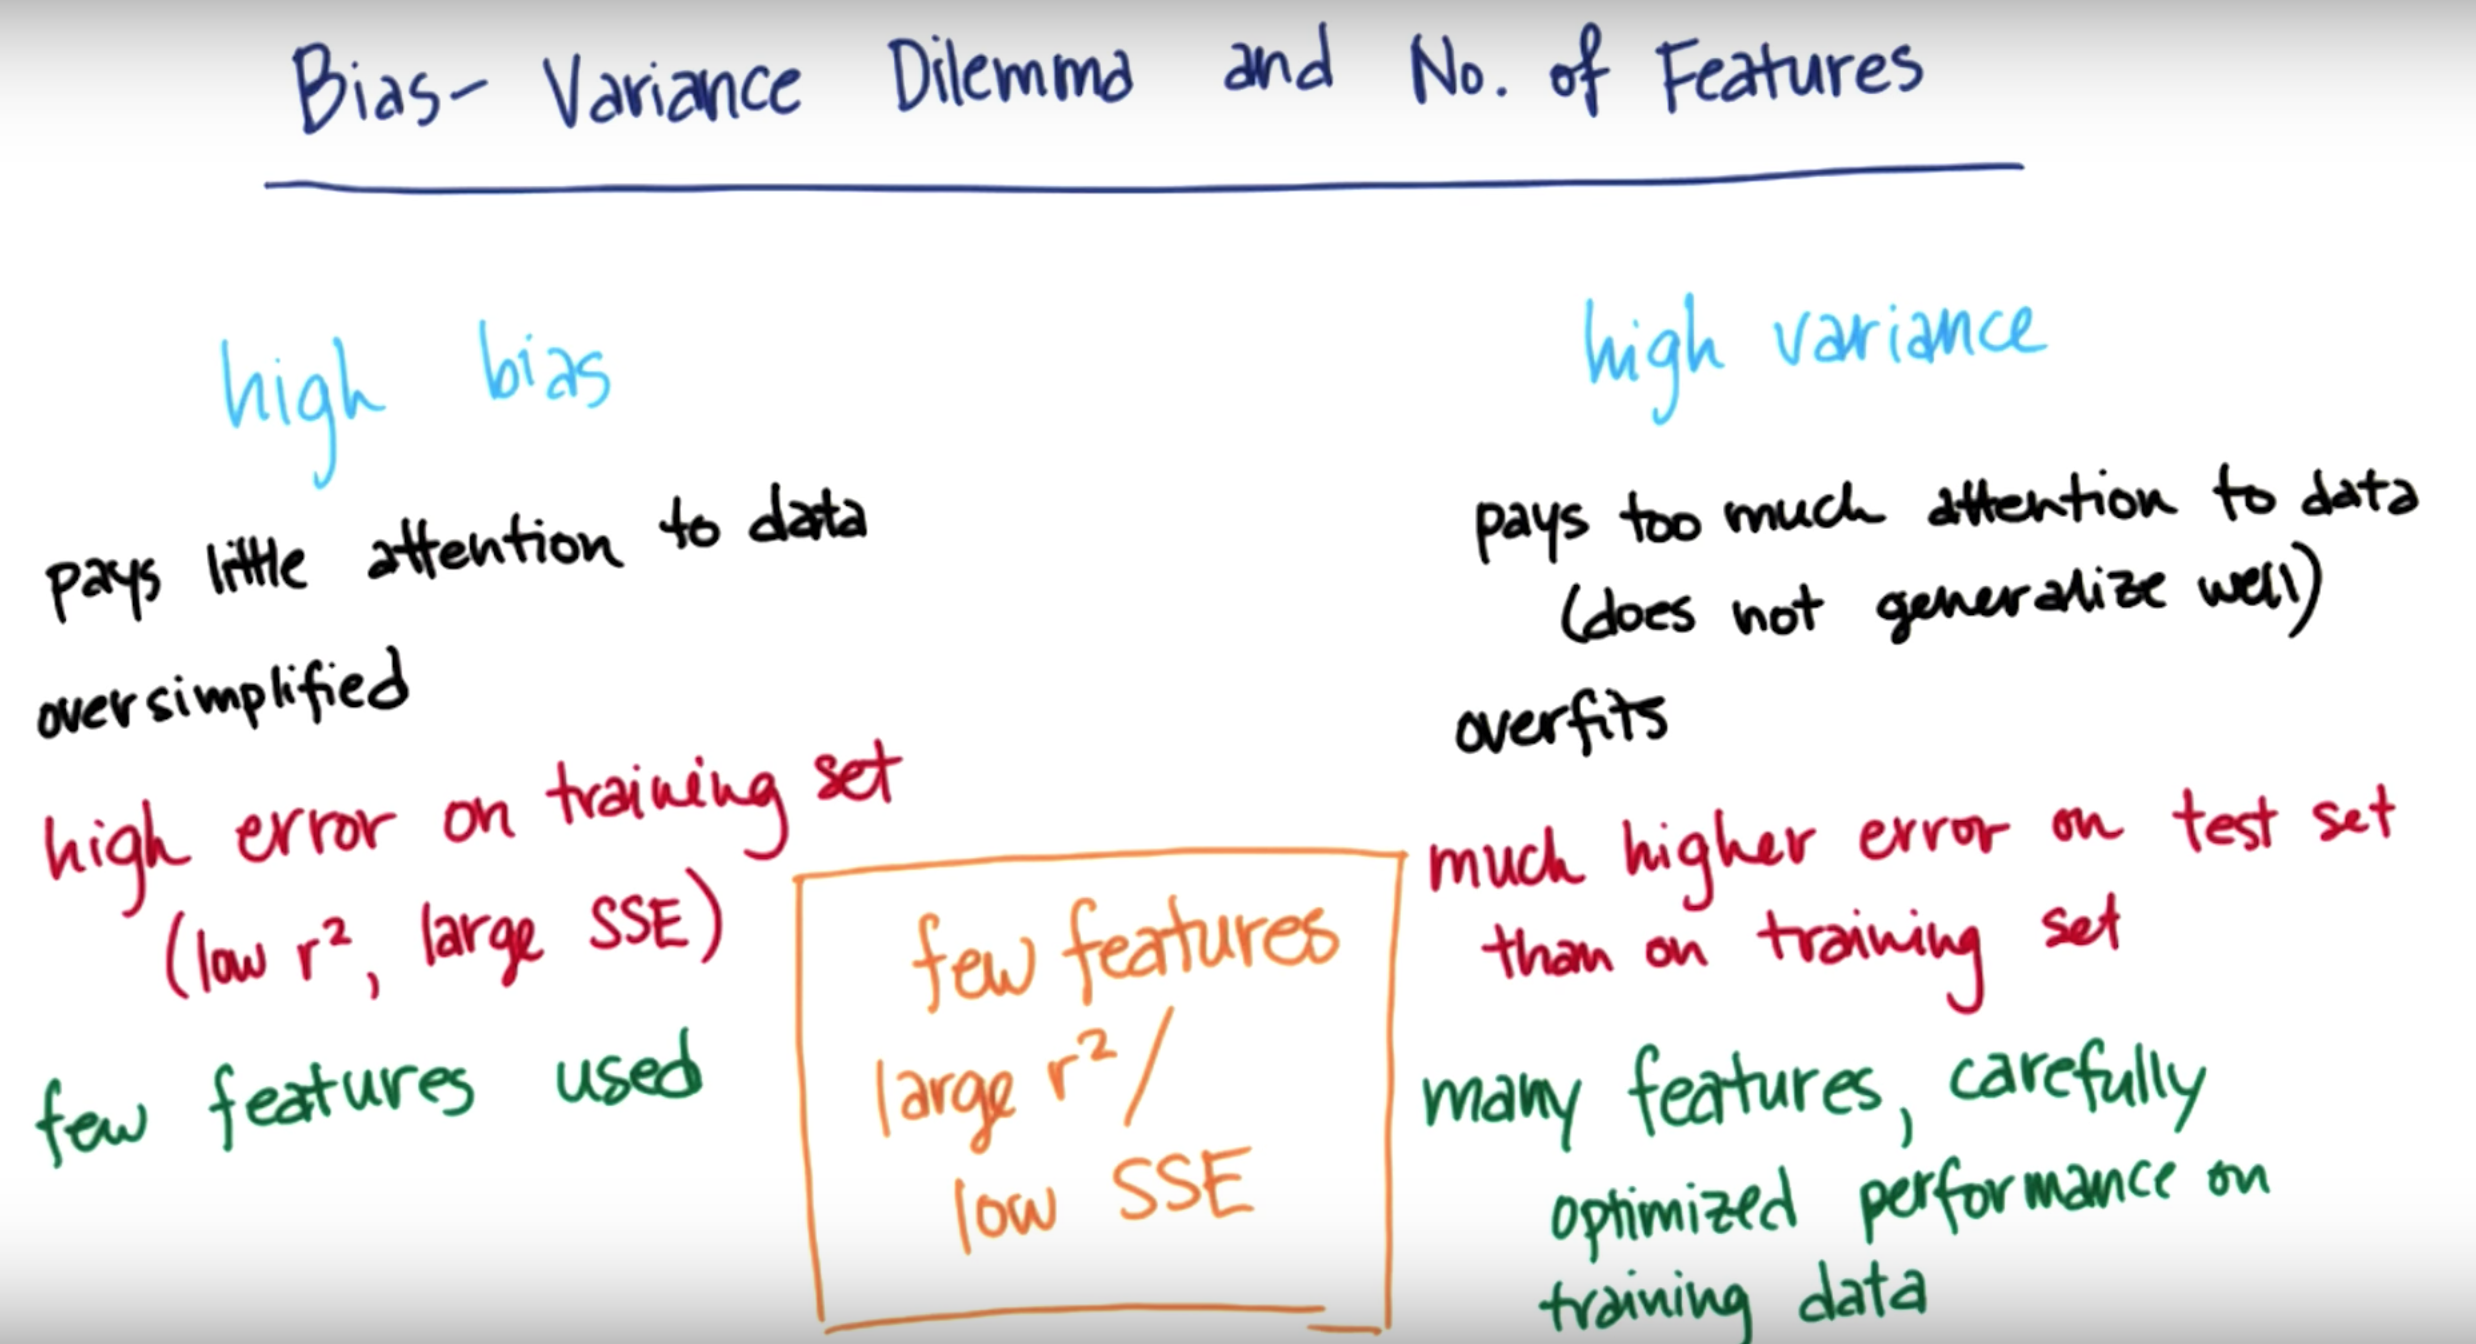 Bias- Variance Dilemma and No. of Features
high bias
pays little attention to data
oversimplified
high error on training set
(low r², large SSE)
few features used
few features
large r² /
low SSE
high variance
pays too much attention to data
(does not generalize well)
overfits
much higher error on test set
than on training set
many features, carefully
optimized performance on
training data